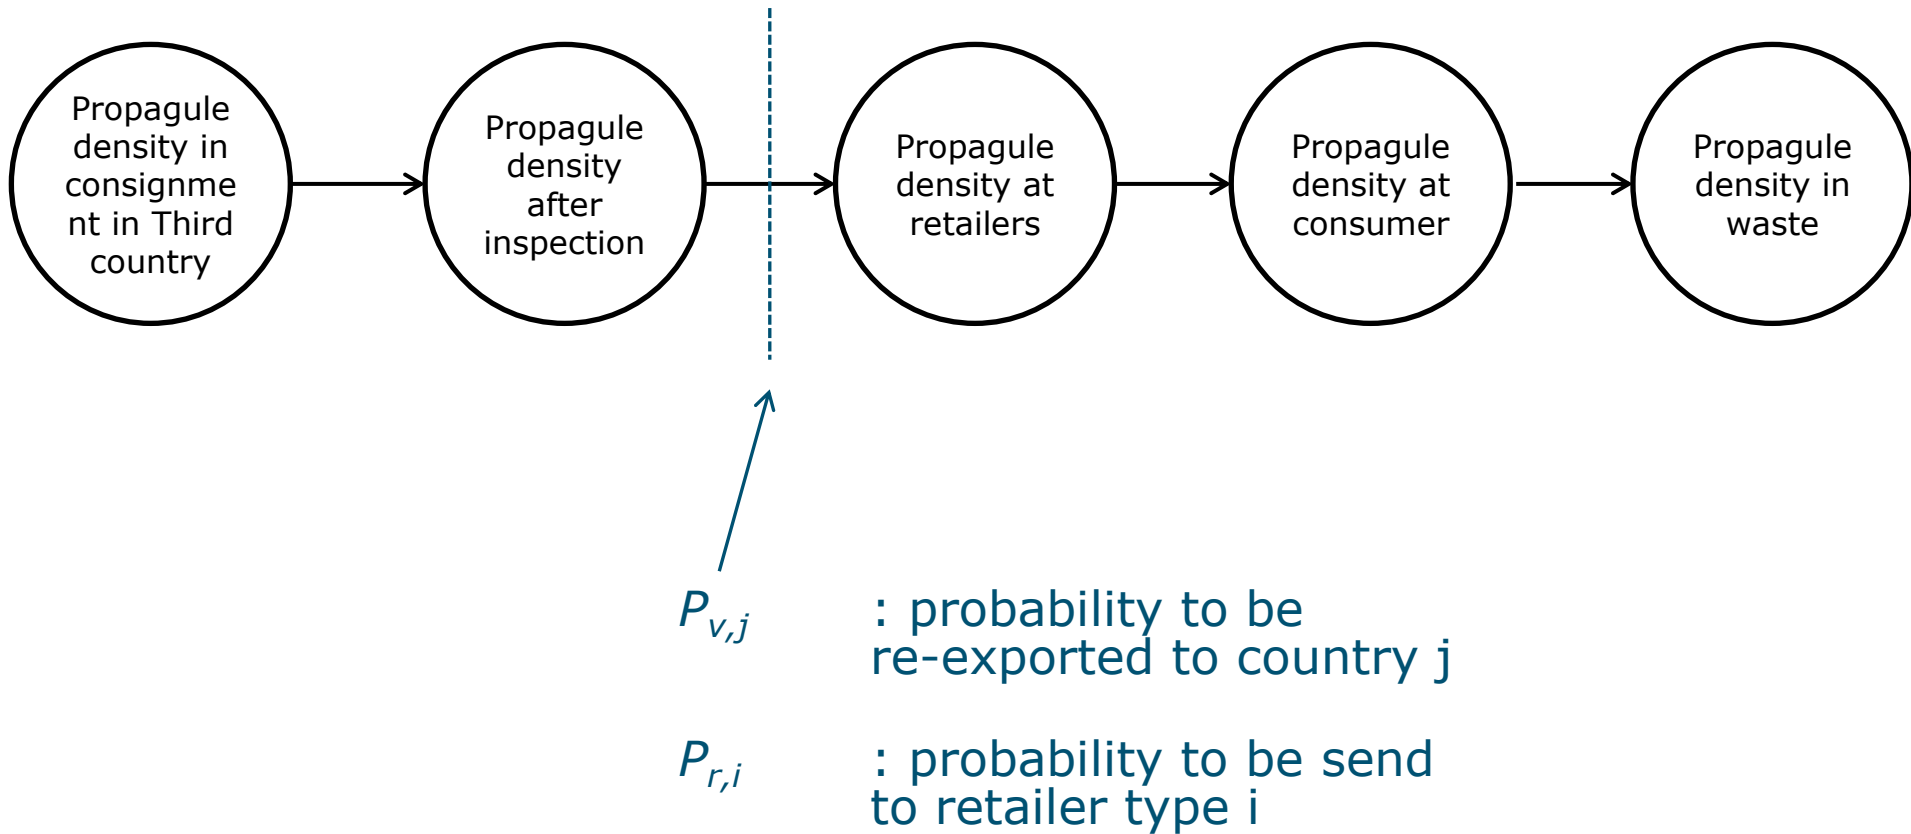 Propagule
density in
consignme
nt in Third
country
Propagule
density
after
inspection
Propagule
density at
retailers
Propagule
density at
consumer
Propagule
density in
waste
Pv,j : probability to be
re-exported to country j
Pr,i : probability to be send
to retailer type i